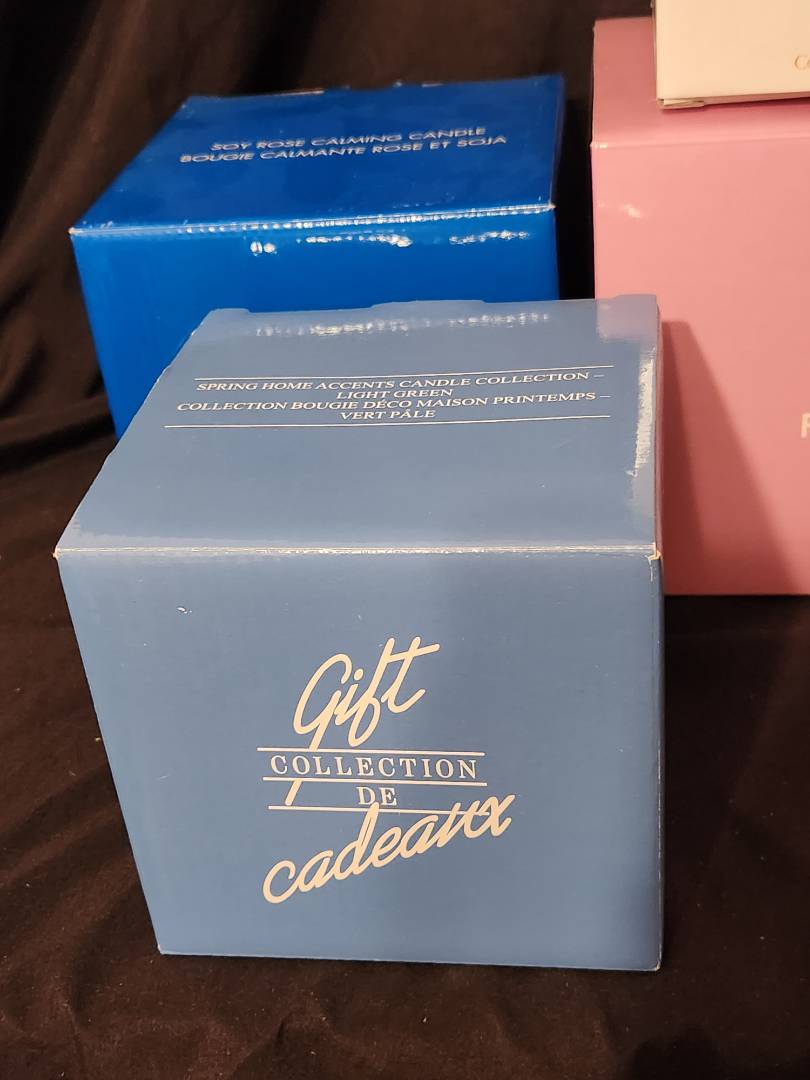 SOY ROSE CALMING CANDLE
BOUGIE CALMANTE ROSE ET SOJA
SPRING HOME ACCENTS CANDLE COLLECTION –
LIGHT GREEN
COLLECTION BOUGIE DÉCO MAISON PRINTEMPS –
VERT PÂLE
Gift
COLLECTION
DE
cadeaux